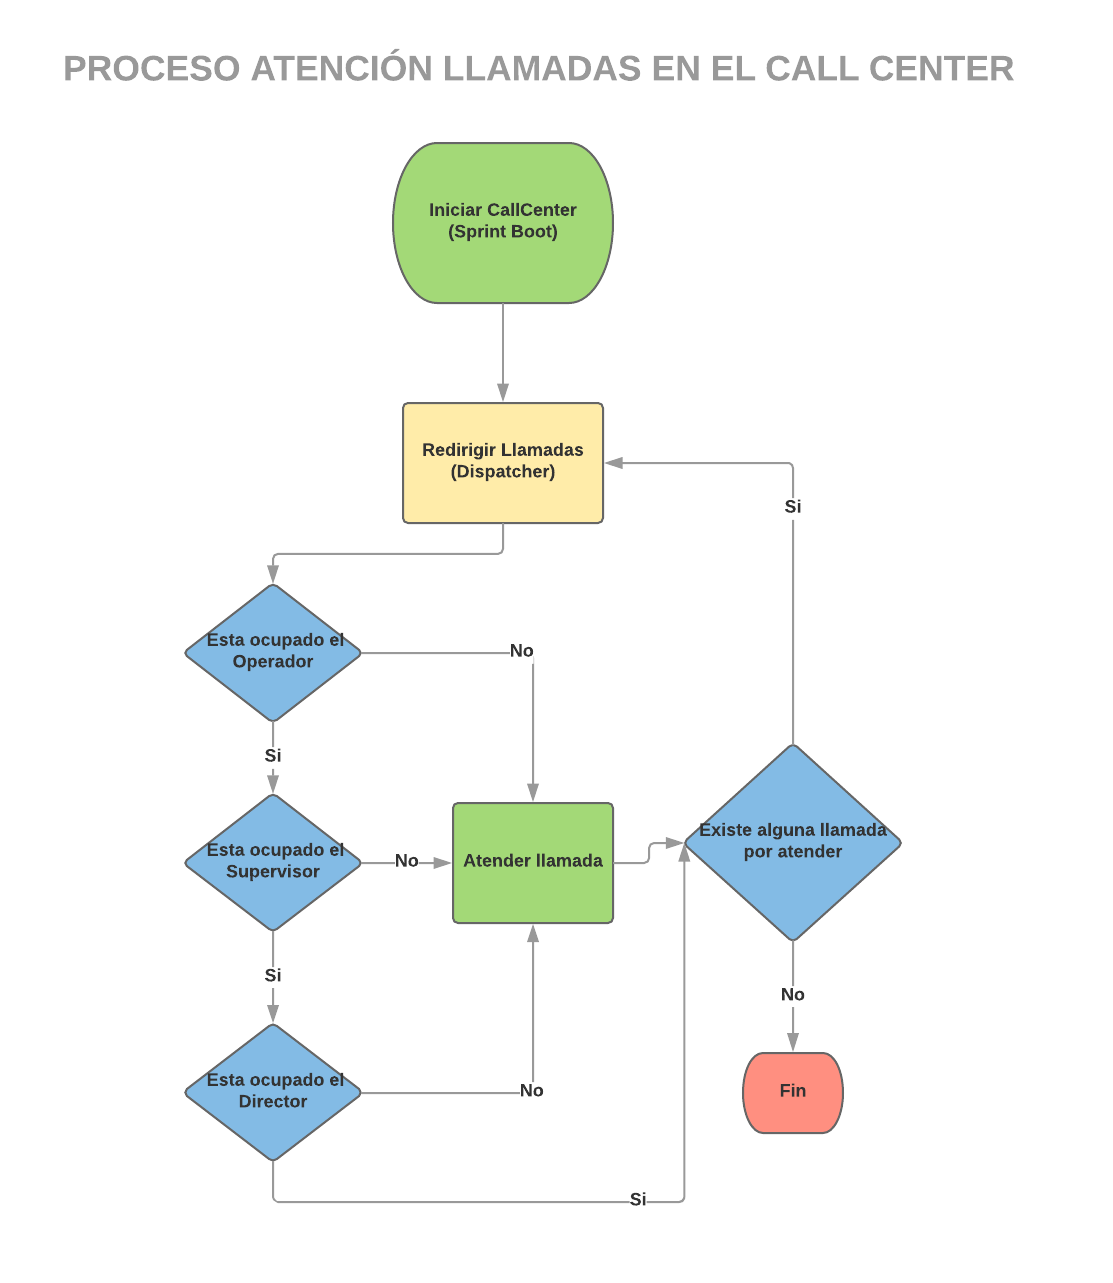 PROCESO ATENCIÓN LLAMADAS EN EL CALL CENTER
Iniciar CallCenter
(Sprint Boot)
Redirigir Llamadas
(Dispatcher)
Si
Esta ocupado el
Operador
No
Si
Esta ocupado el
Supervisor
No
Atender llamada
Existe alguna llamada
por atender
Si
No
Esta ocupado el
Director
No
Fin
Si